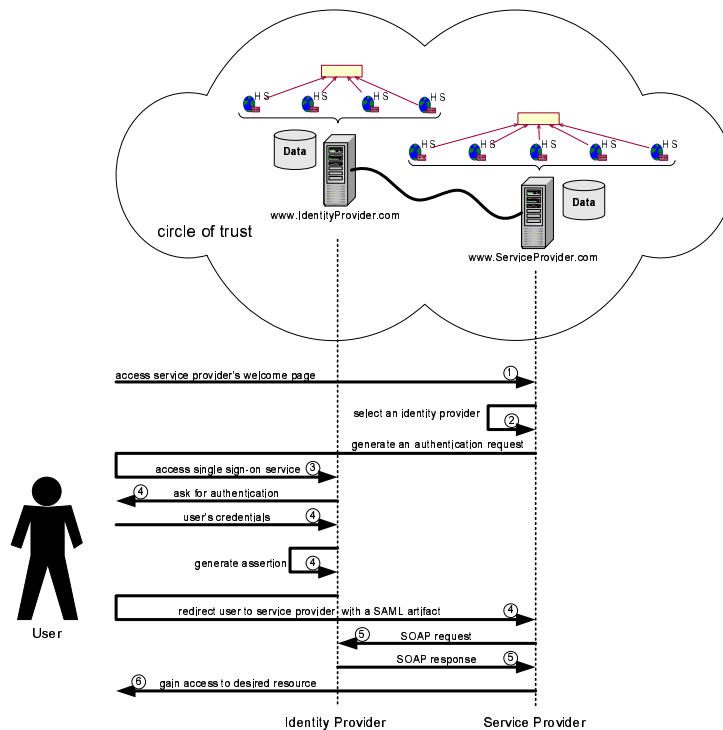 H S
H S
H S
H S
H S
H S
H S
H S
H S
Data
www.IdentityProvider.com
Data
www.ServiceProvider.com
circle of trust
access service provider's welcome page
1
select an identity provider
2
generate an authentication request
access single sign-on service
3
4
ask for authentication
user's credentials
4
generate assertion
4
redirect user to service provider with a SAML artifact
4
5
SOAP request
SOAP response
5
6
gain access to desired resource
User
Identity Provider
Service Provider